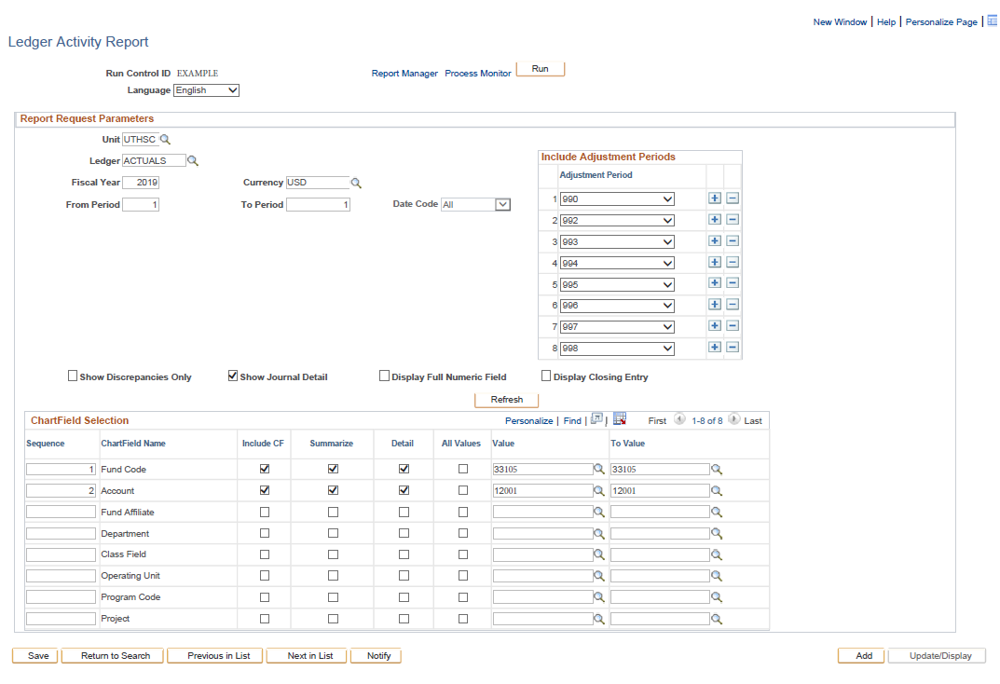 New Window | Help | Personalize Page |
Ledger Activity Report
Run Control ID EXAMPLE Report Manager Process Monitor Run
Language English
Report Request Parameters
Unit UTHSC
Ledger ACTUALS
Fiscal Year 2019 Currency USD
From Period 1 To Period 1 Date Code All
Include Adjustment Periods
Adjustment Period
1 990
2 992
3 993
4 994
5 995
6 996
7 997
8 998
Show Discrepancies Only Show Journal Detail Display Full Numeric Field Display Closing Entry
Refresh
ChartField Selection Personalize | Find | | First 1-8 of 8 Last
Sequence ChartField Name Include CF Summarize Detail All Values Value To Value
1 Fund Code 33105 33105
2 Account 12001 12001
Fund Affiliate
Department
Class Field
Operating Unit
Program Code
Project
Save Return to Search Previous in List Next in List Notify Add Update/Display